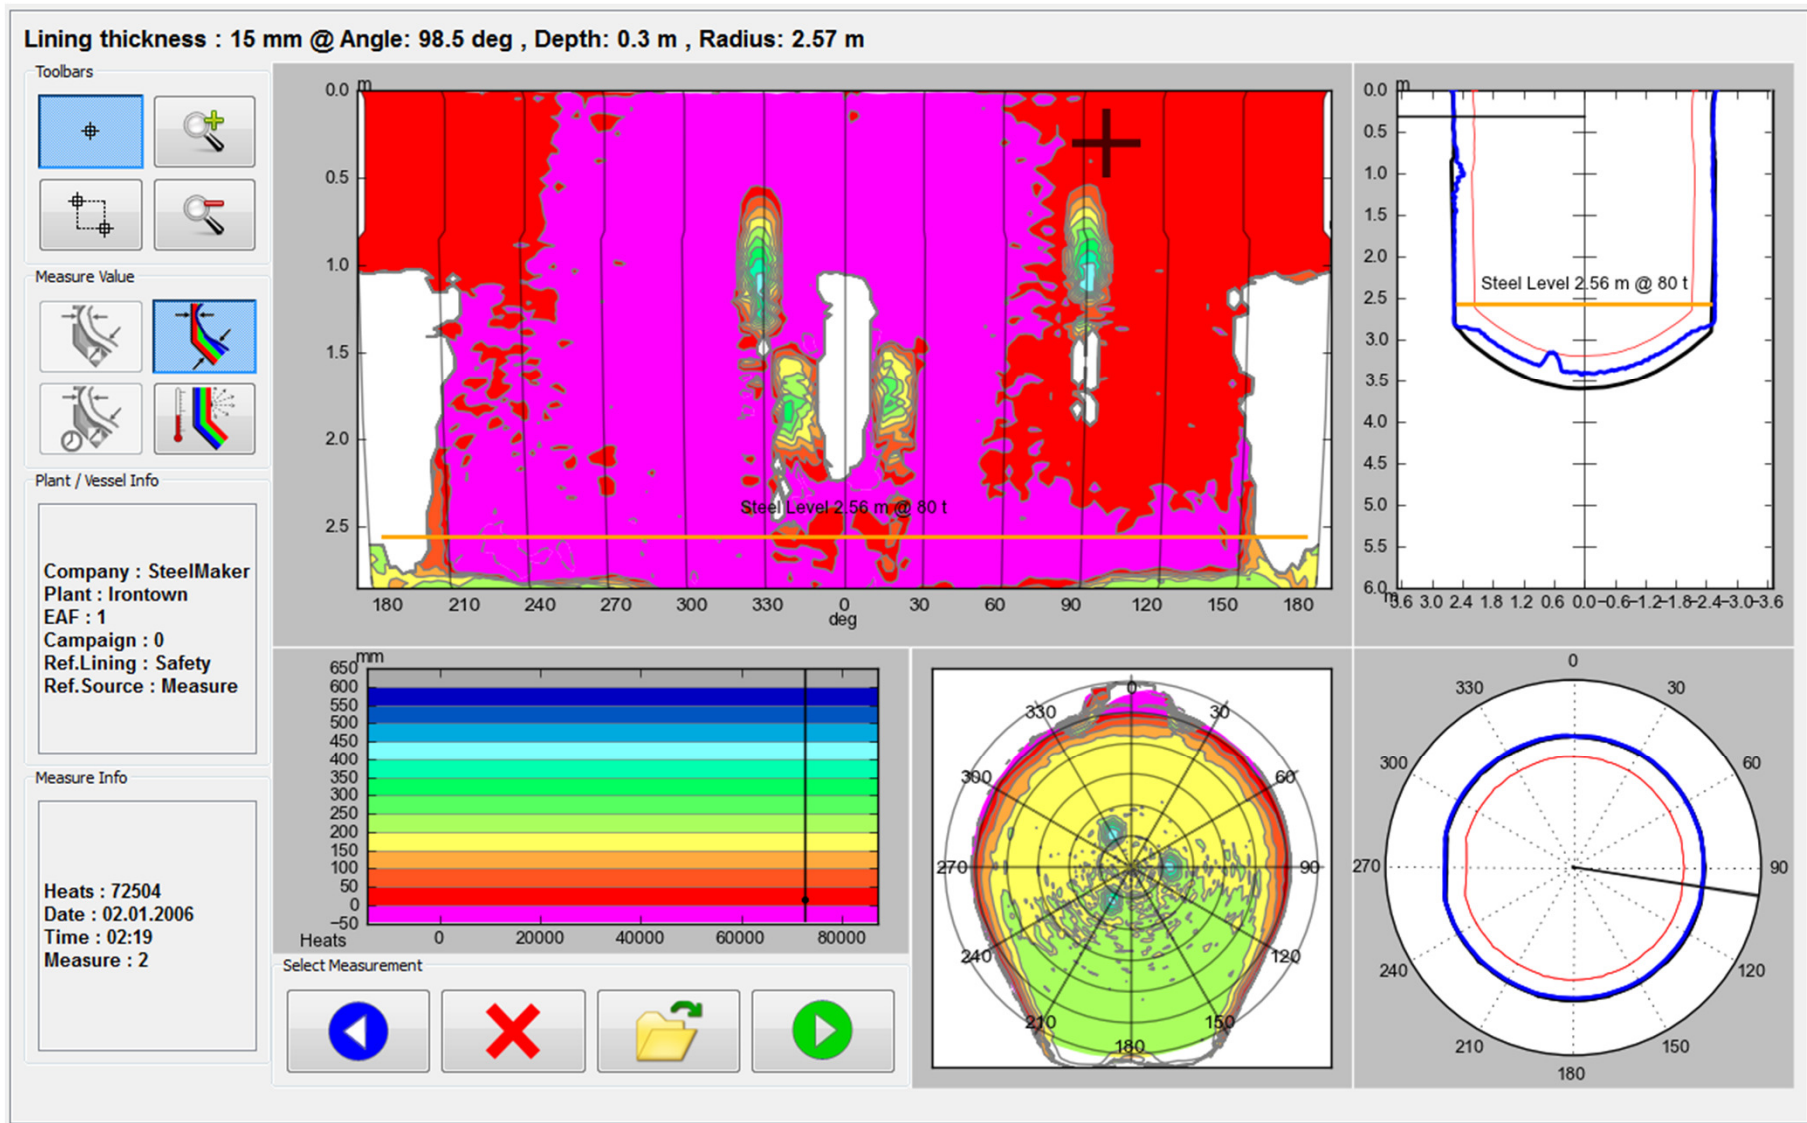 Lining thickness : 15 mm @ Angle: 98.5 deg , Depth: 0.3 m , Radius: 2.57 m
Toolbars
Measure Value
Plant / Vessel Info
Company : SteelMaker
Plant : Irontown
EAF : 1
Campaign : 0
Ref.Lining : Safety
Ref.Source : Measure
Measure Info
Heats : 72504
Date : 02.01.2006
Time : 02:19
Measure : 2
m
0.0
0.5
1.0
1.5
2.0
2.5
Steel Level 2.56 m @ 80 t
180 210 240 270 300 330 0 30 60 90 120 150 180
deg
m
0.0
0.5
1.0
1.5
2.0
2.5
3.0
3.5
4.0
4.5
5.0
5.5
6.0
Steel Level 2.56 m @ 80 t
m
3.6 3.0 2.4 1.8 1.2 0.6 0.0 −0.6 −1.2 −1.8 −2.4 −3.0 −3.6
mm
650
600
550
500
450
400
350
300
250
200
150
100
50
0
−50
Heats 0 20000 40000 60000 80000
Select Measurement
0
330 30
300 60
270 90
240 120
210 150
180
0
330 30
300 60
270 90
240 120
210 150
180